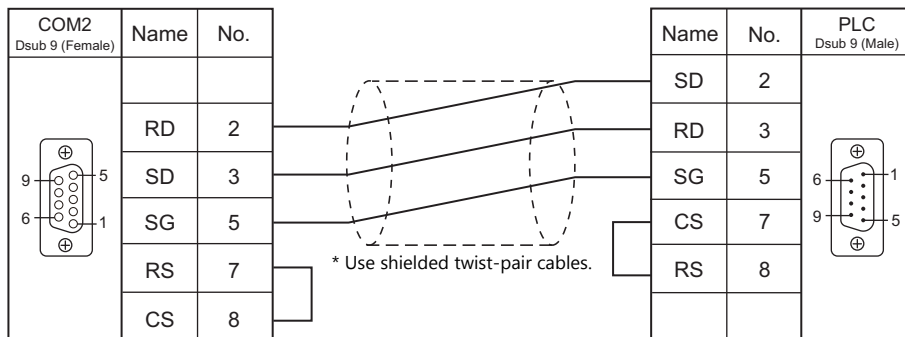 COM2
Dsub 9 (Female)
Name No.
RD 2
SD 3
SG 5
RS 7
CS 8
9 5
6 1
* Use shielded twist-pair cables.
Name No.
SD 2
RD 3
SG 5
CS 7
RS 8
PLC
Dsub 9 (Male)
6 1
9 5